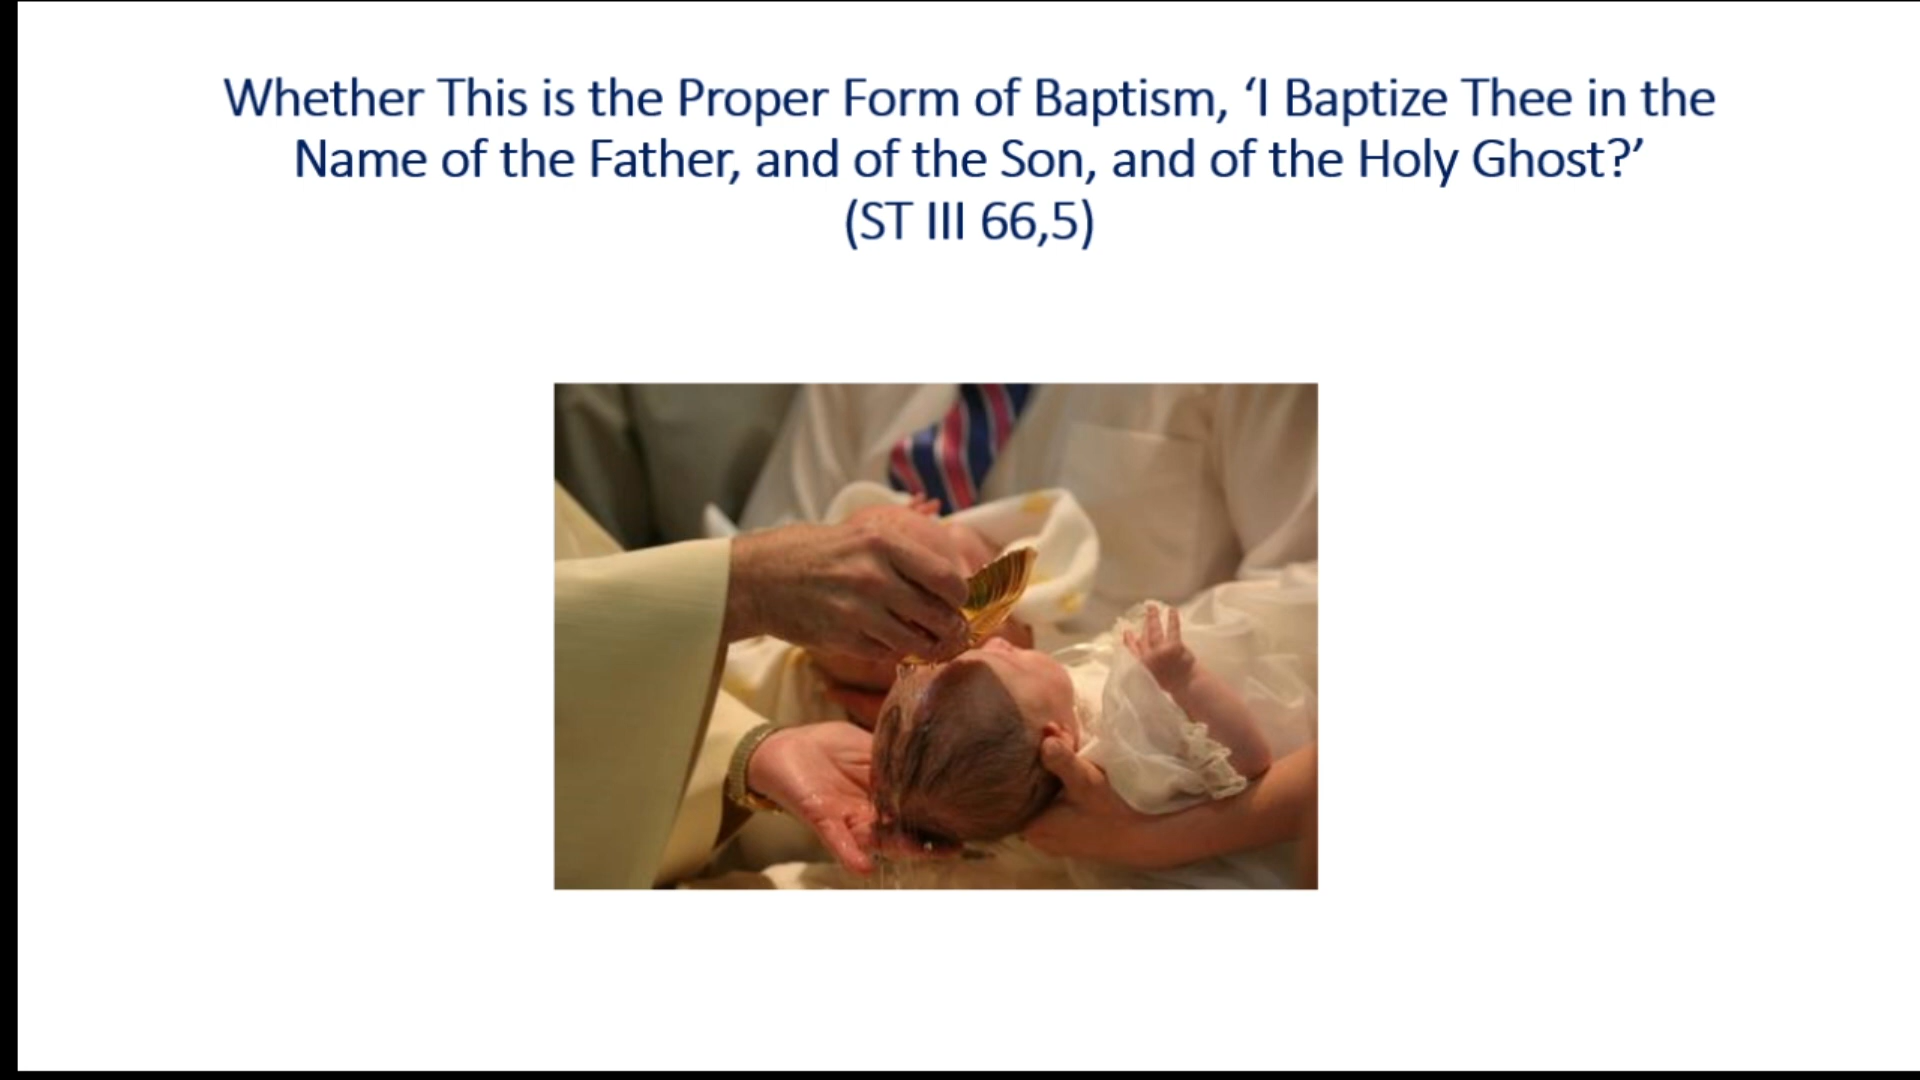 Whether This is the Proper Form of Baptism, ‘I Baptize Thee in the
Name of the Father, and of the Son, and of the Holy Ghost?’
(ST III 66,5)